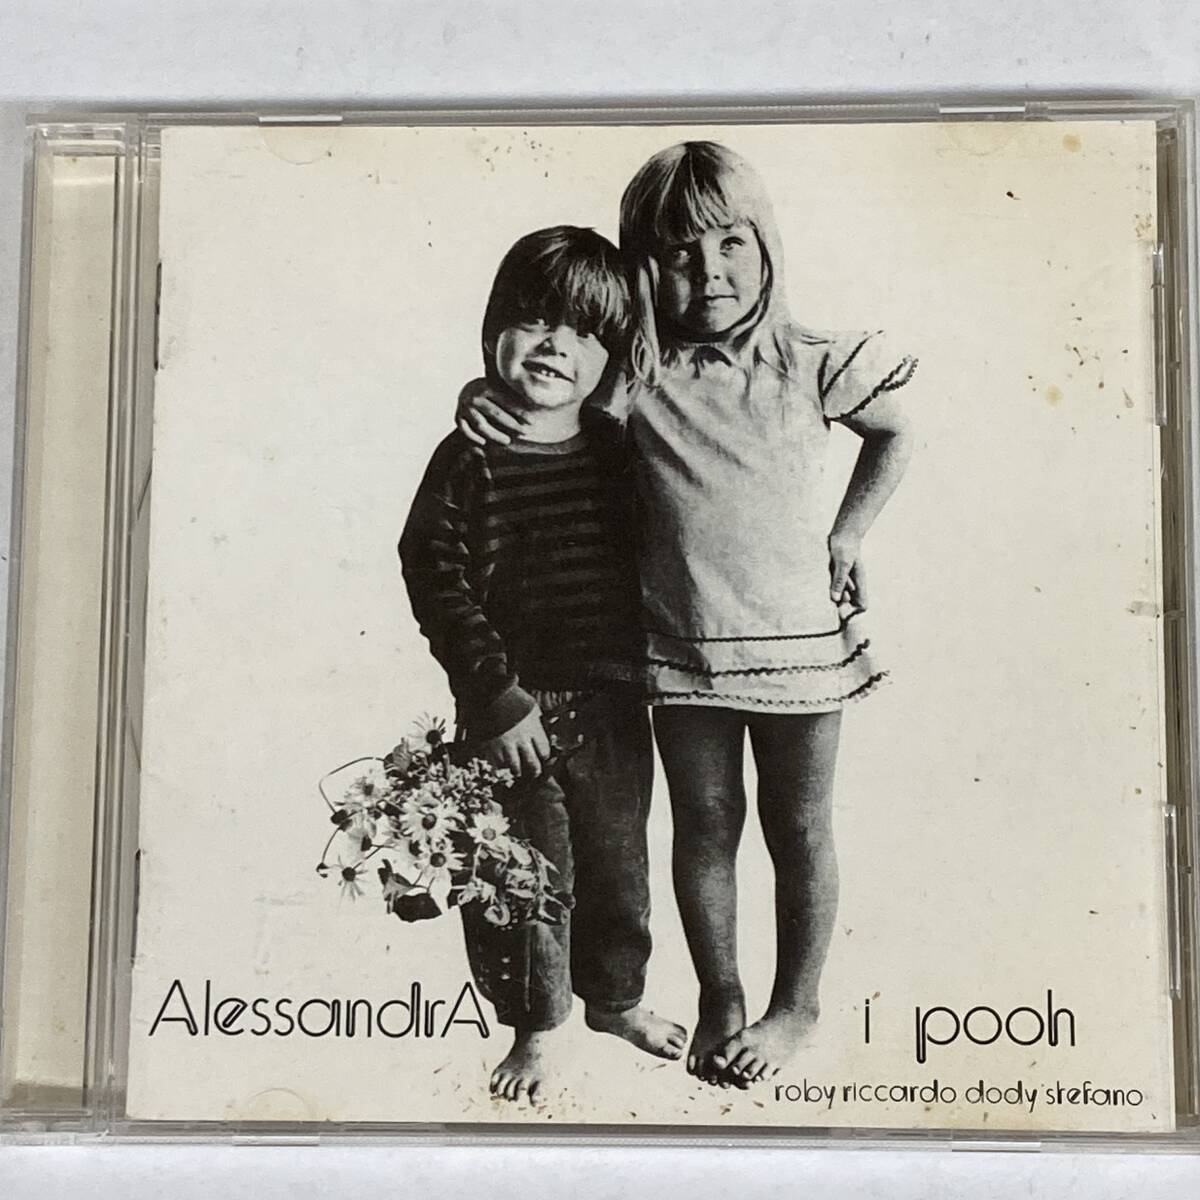 AlessandrA
i pooh
roby riccardo dody stefano